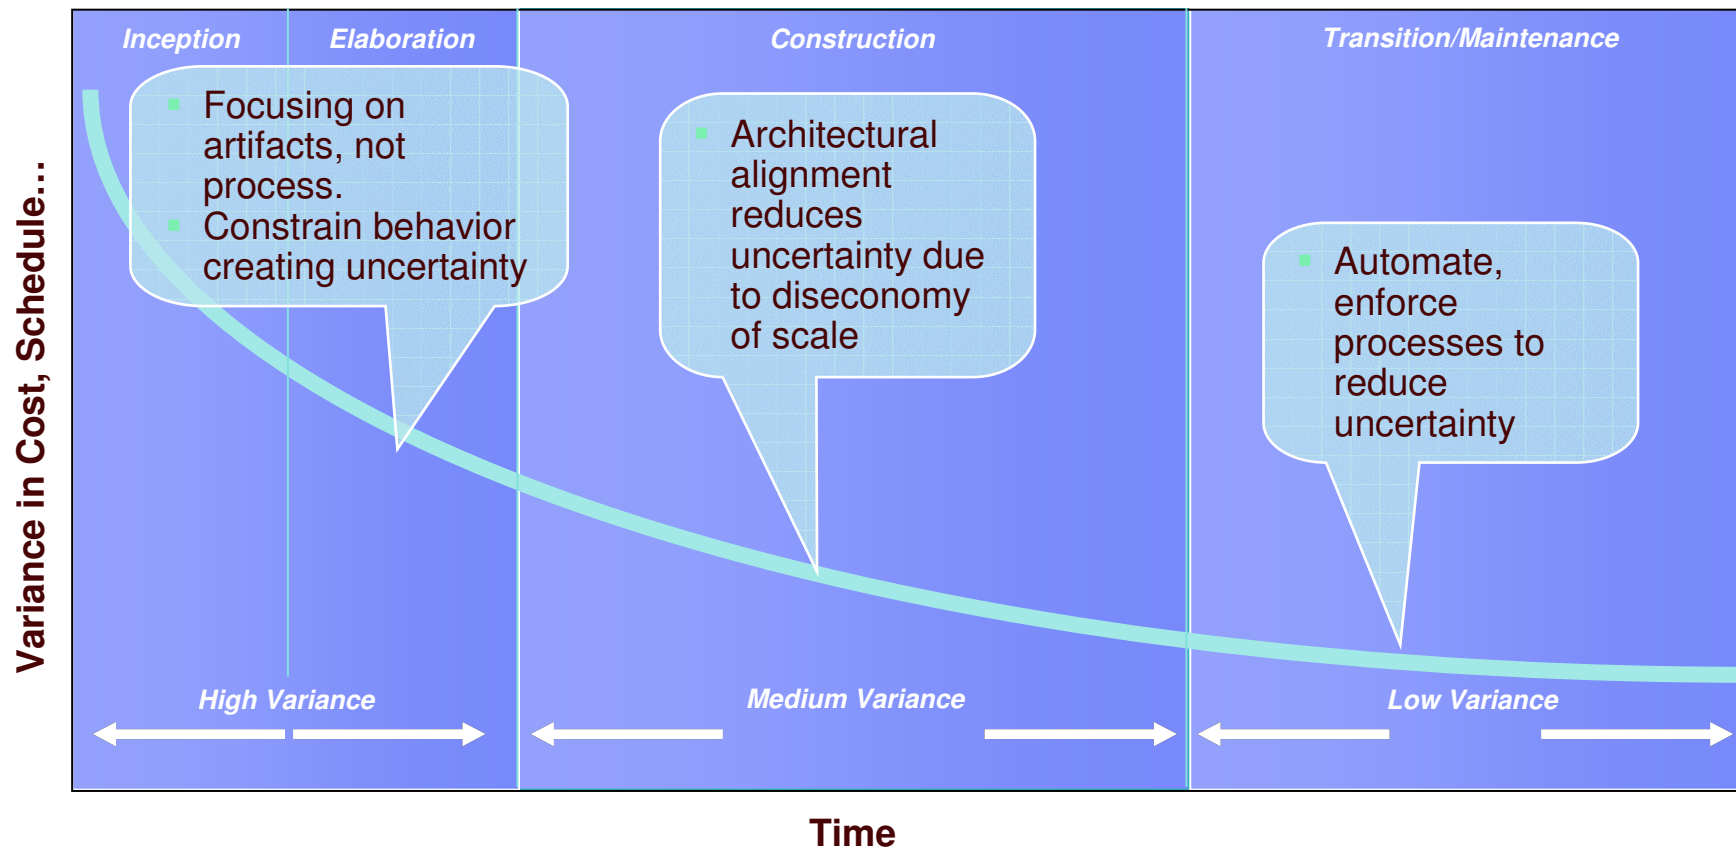 Inception
Elaboration
Construction
Transition/Maintenance
Variance in Cost, Schedule…
Focusing on
artifacts, not
process.
Constrain behavior
creating uncertainty
Architectural
alignment
reduces
uncertainty due
to diseconomy
of scale
Automate,
enforce
processes to
reduce
uncertainty
High Variance
Medium Variance
Low Variance
Time